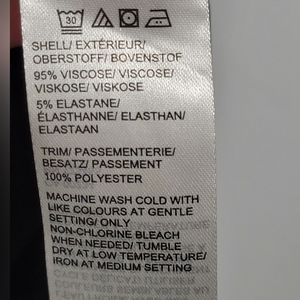 30
SHELL/ EXTÉRIEUR/
OBERSTOFF/ BOVENSTOF
95% VISCOSE/ VISCOSE/
VISKOSE/ VISKOSE
5% ELASTANE/
ÉLASTHANNE/ ELASTHAN/
ELASTAAN
TRIM/ PASSEMENTERIE/
BESATZ/ PASSEMENT
100% POLYESTER
MACHINE WASH COLD WITH
LIKE COLOURS AT GENTLE
SETTING/ ONLY
NON-CHLORINE BLEACH
WHEN NEEDED/ TUMBLE
DRY AT LOW TEMPERATURE/
IRON AT MEDIUM SETTING